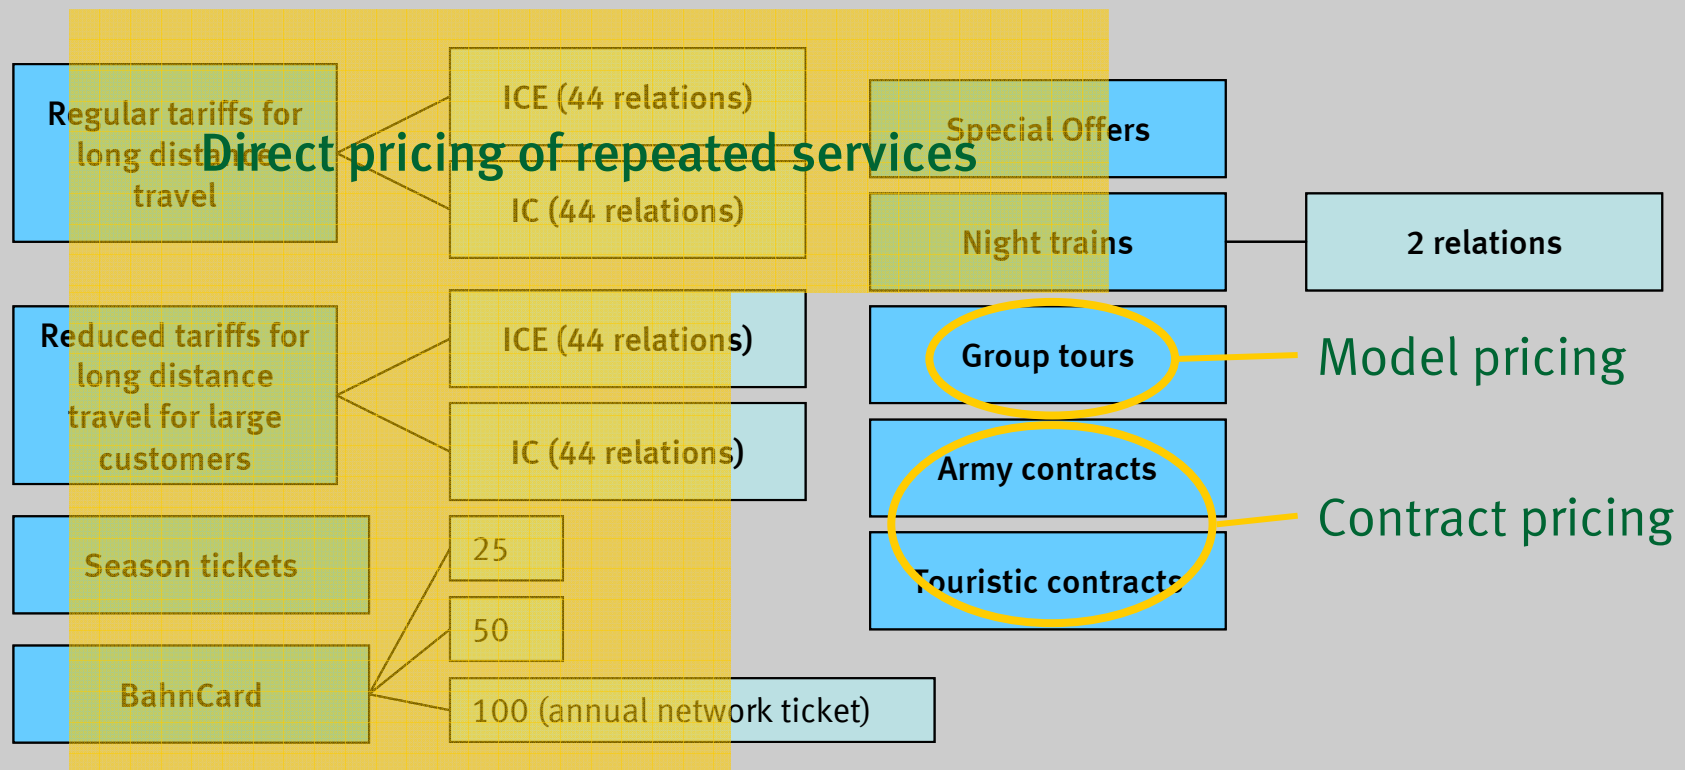 Regular tariffs for
long distance
travel
ICE (44 relations)
IC (44 relations)
Direct pricing of repeated services
Special Offers
Night trains
2 relations
Reduced tariffs for
long distance
travel for large
customers
ICE (44 relations)
IC (44 relations)
Group tours
Model pricing
Army contracts
Touristic contracts
Contract pricing
Season tickets
BahnCard
25
50
100 (annual network ticket)